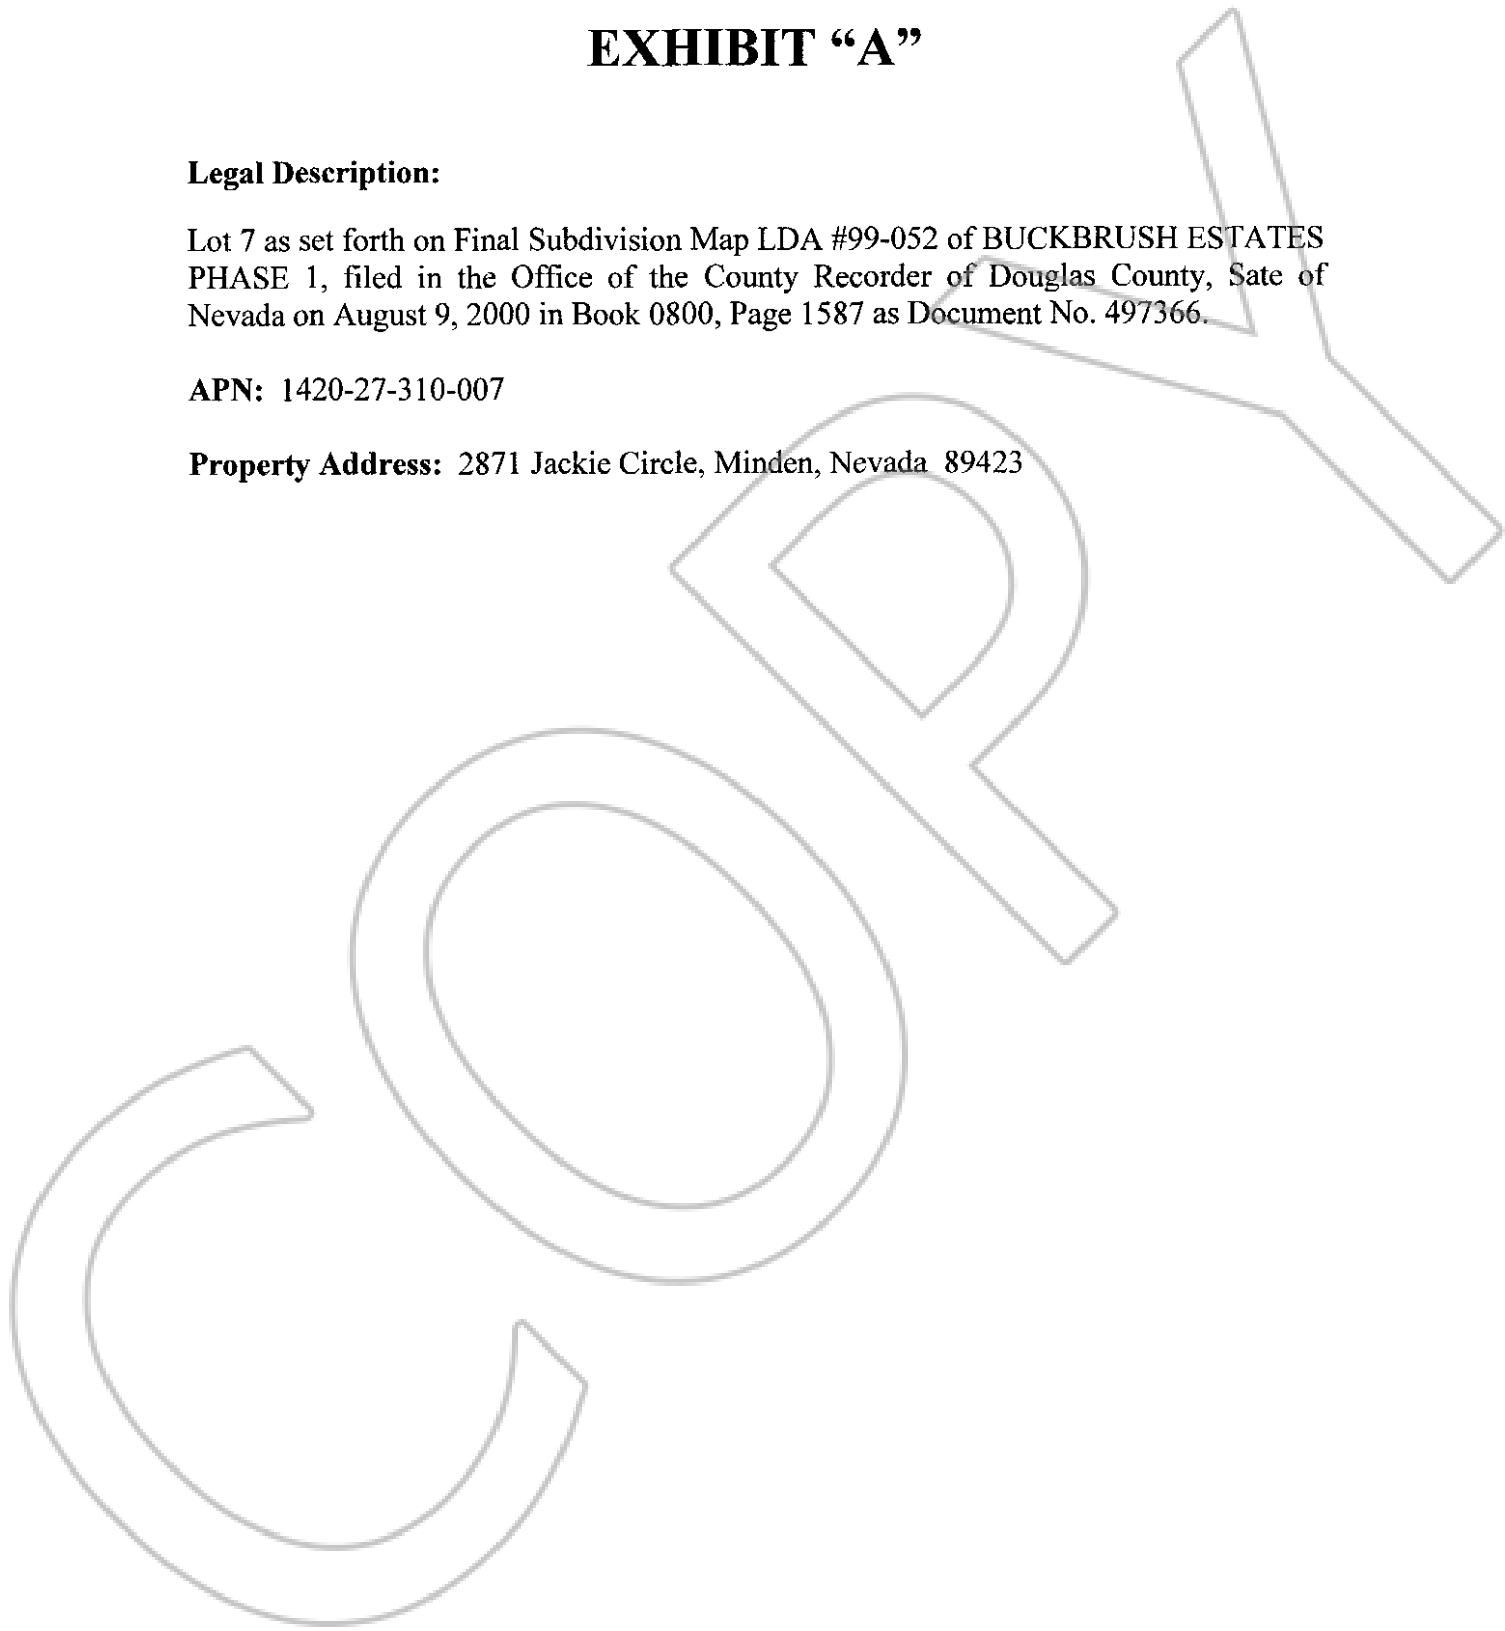 EXHIBIT “A”
Legal Description:
Lot 7 as set forth on Final Subdivision Map LDA #99-052 of BUCKBRUSH ESTATES
PHASE 1, filed in the Office of the County Recorder of Douglas County, Sate of
Nevada on August 9, 2000 in Book 0800, Page 1587 as Document No. 497366.
APN: 1420-27-310-007
Property Address: 2871 Jackie Circle, Minden, Nevada 89423
COPY